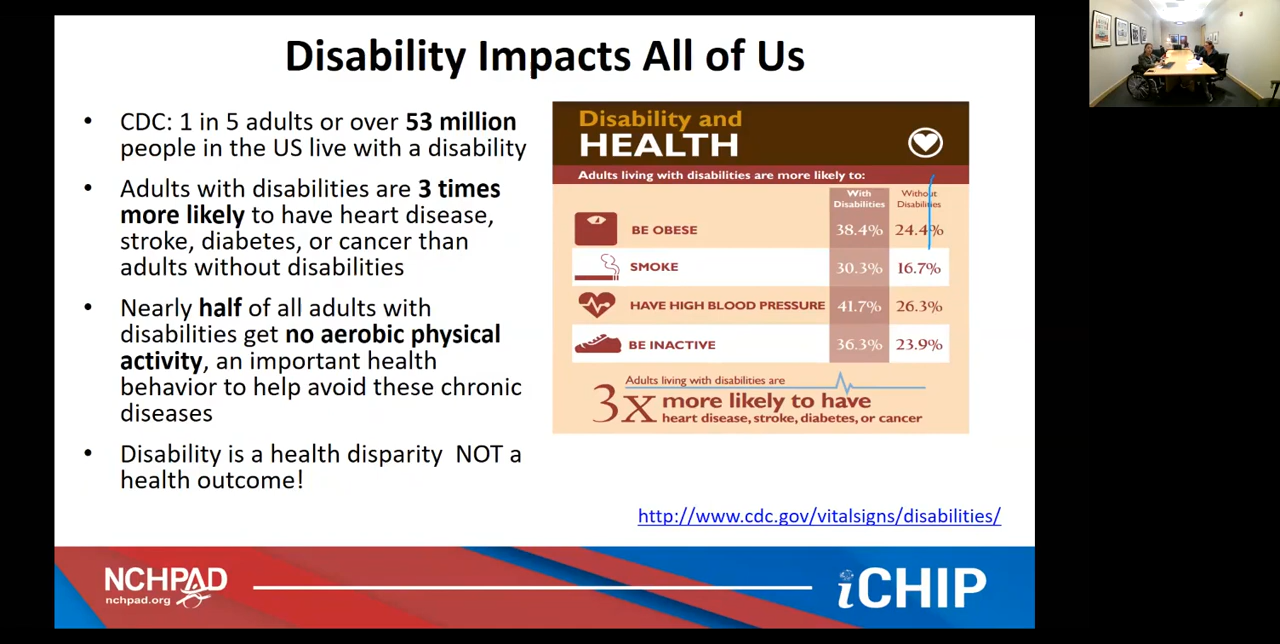 Disability Impacts All of Us
• CDC: 1 in 5 adults or over 53 million
people in the US live with a disability
• Adults with disabilities are 3 times
more likely to have heart disease,
stroke, diabetes, or cancer than
adults without disabilities
• Nearly half of all adults with
disabilities get no aerobic physical
activity, an important health
behavior to help avoid these chronic
diseases
• Disability is a health disparity NOT a
health outcome!
Disability and
HEALTH
Adults living with disabilities are more likely to:
With Disabilities Without Disabilities
BE OBESE 38.4% 24.4%
SMOKE 30.3% 16.7%
HAVE HIGH BLOOD PRESSURE 41.7% 26.3%
BE INACTIVE 36.3% 23.9%
Adults living with disabilities are
3x more likely to have
heart disease, stroke, diabetes, or cancer
http://www.cdc.gov/vitalsigns/disabilities/
NCHPAD
nchpad.org
iCHIP